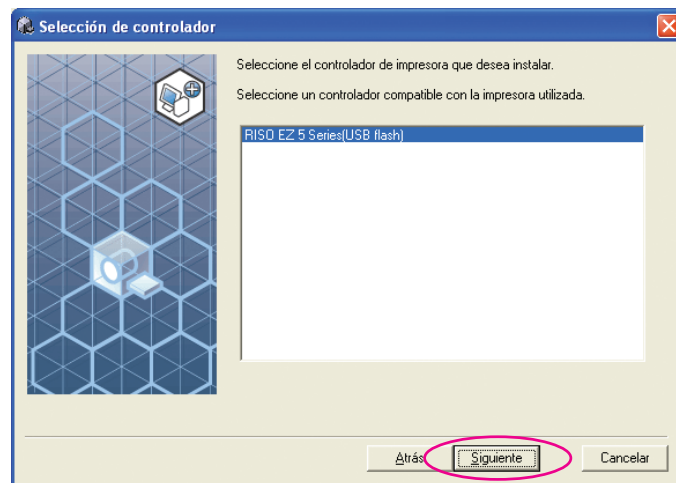 Selección de controlador
Seleccione el controlador de impresora que desea instalar.
Seleccione un controlador compatible con la impresora utilizada.
RISO EZ 5 Series(USB flash)
Atrás
Siguiente
Cancelar